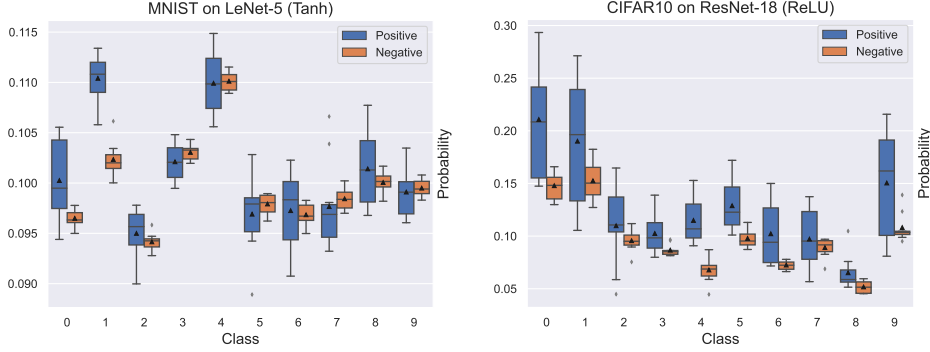 MNIST on LeNet-5 (Tanh)
0.115
0.110
0.105
0.100
0.095
0.090
Positive
Negative
0 1 2 3 4 5 6 7 8 9
Class
Probability
CIFAR10 on ResNet-18 (ReLU)
0.30
0.25
0.20
0.15
0.10
0.05
Positive
Negative
0 1 2 3 4 5 6 7 8 9
Class
Probability